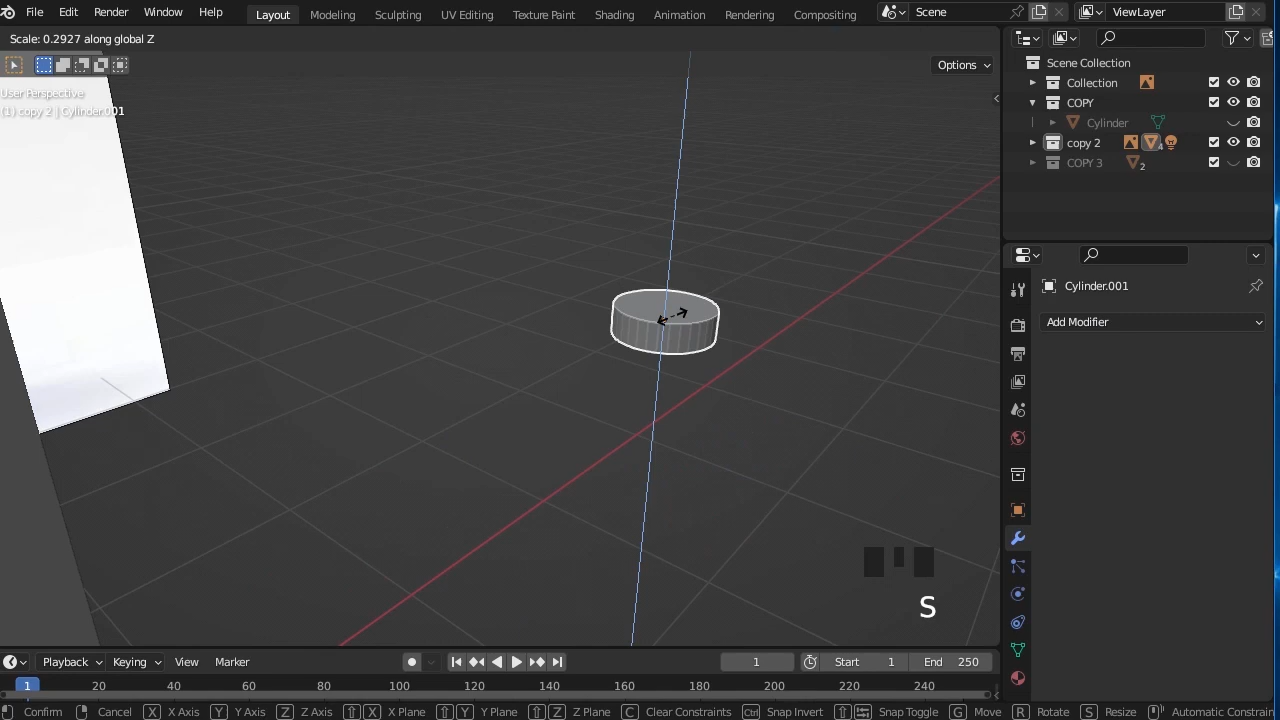 File Edit Render Window Help Layout Modeling Sculpting UV Editing Texture Paint Shading Animation Rendering Compositing Scene ViewLayer
Scale: 0.2927 along global Z
Options
User Perspective
(1) copy 2 | Cylinder.001
Scene Collection
Collection
COPY
Cylinder
copy 2 4
COPY 3 2
Cylinder.001
Add Modifier
S
Playback Keying View Marker 1 Start 1 End 250
1 20 40 60 80 100 120 140 160 180 200 220 240
Confirm Cancel X X Axis Y Y Axis Z Z Axis X X Plane Y Y Plane Z Z Plane C Clear Constraints Ctrl Snap Invert Snap Toggle G Move R Rotate S Resize Automatic Constrain